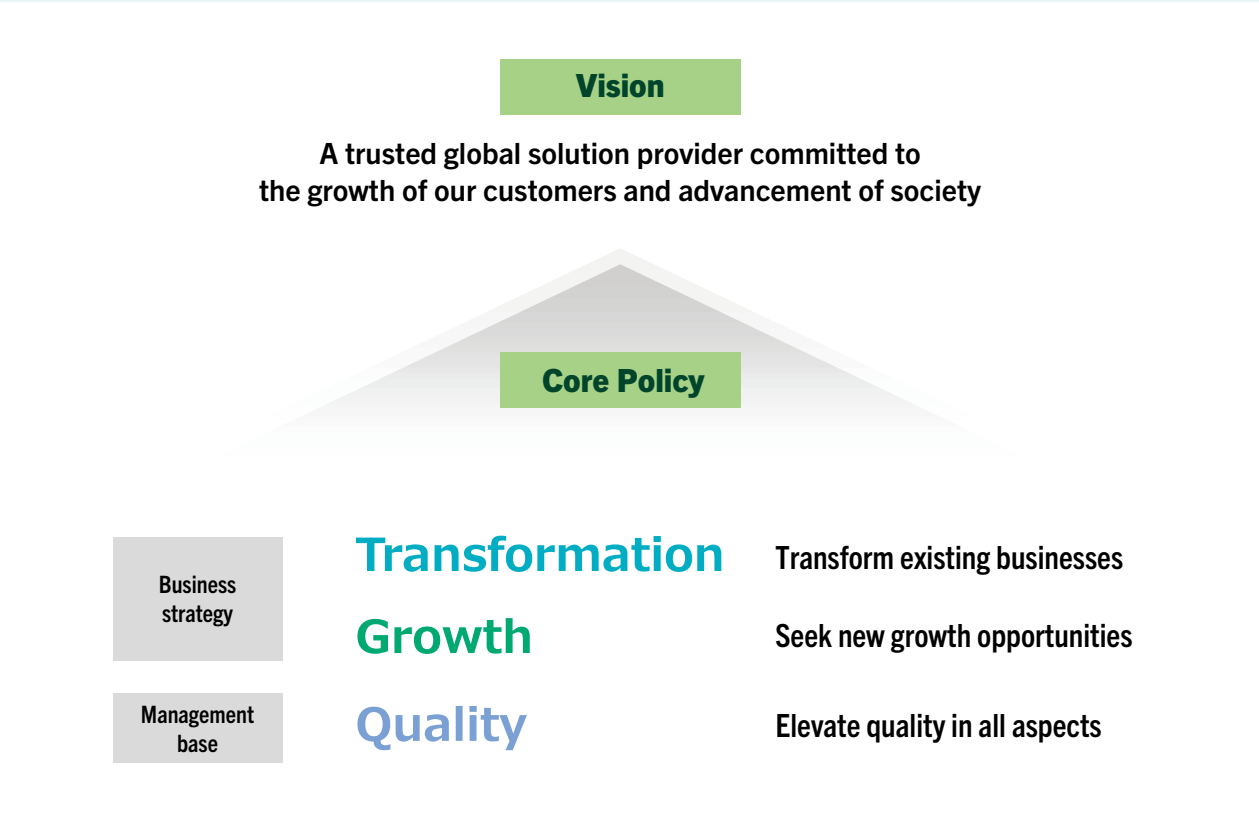 Vision
A trusted global solution provider committed to
the growth of our customers and advancement of society
Core Policy
Business
strategy
Transformation
Transform existing businesses
Growth
Seek new growth opportunities
Management
base
Quality
Elevate quality in all aspects